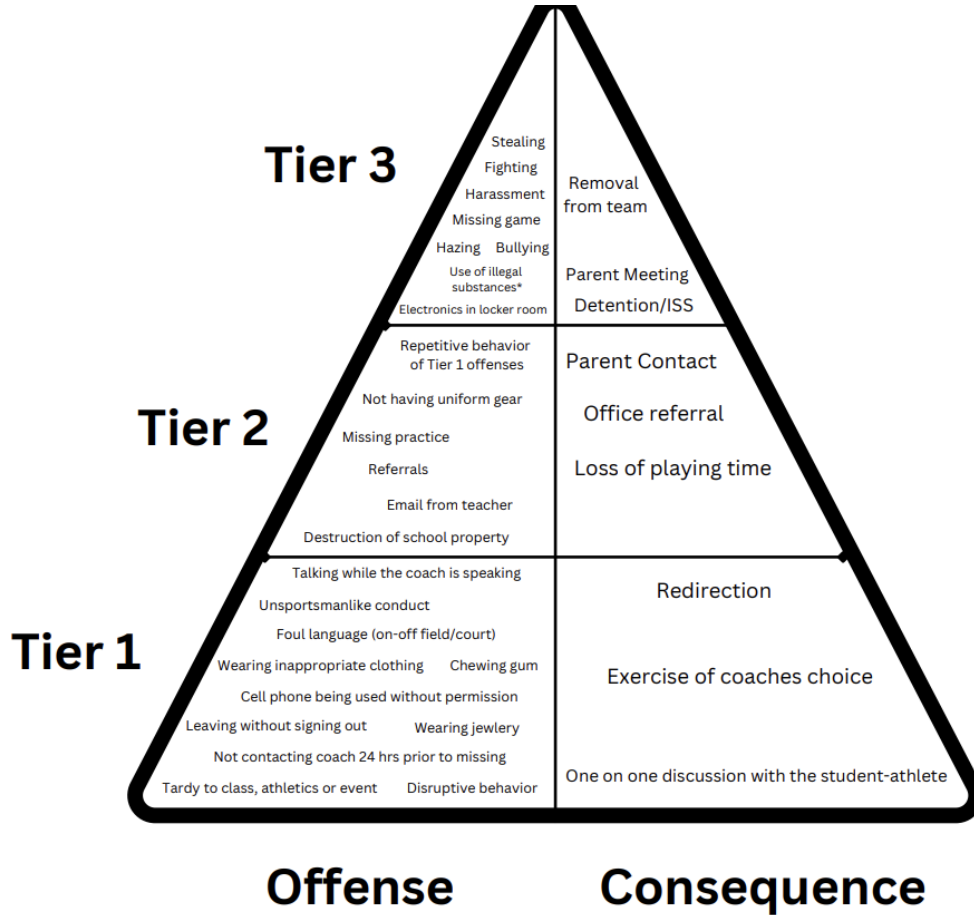 Tier 3
Stealing
Fighting
Harassment
Missing game
Hazing Bullying
Use of illegal
substances*
Electronics in locker room
Removal
from team
Parent Meeting
Detention/ISS
Tier 2
Repetitive behavior
of Tier 1 offenses
Not having uniform gear
Missing practice
Referrals
Email from teacher
Destruction of school property
Parent Contact
Office referral
Loss of playing time
Tier 1
Talking while the coach is speaking
Unsportsmanlike conduct
Foul language (on-off field/court)
Wearing inappropriate clothing Chewing gum
Cell phone being used without permission
Leaving without signing out Wearing jewlery
Not contacting coach 24 hrs prior to missing
Tardy to class, athletics or event Disruptive behavior
Redirection
Exercise of coaches choice
One on one discussion with the student-athlete
Offense Consequence